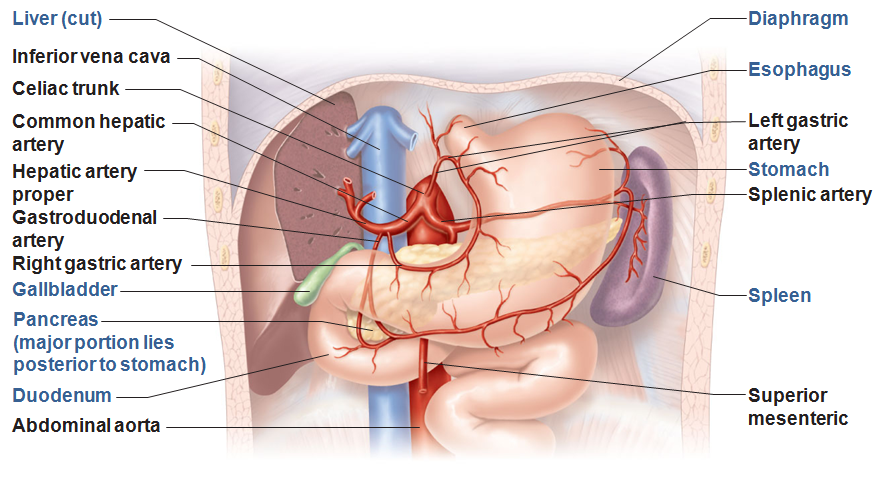 Liver (cut)
Inferior vena cava
Celiac trunk
Common hepatic
artery
Hepatic artery
proper
Gastroduodenal
artery
Right gastric artery
Gallbladder
Pancreas
(major portion lies
posterior to stomach)
Duodenum
Abdominal aorta
Diaphragm
Esophagus
Left gastric
artery
Stomach
Splenic artery
Spleen
Superior
mesenteric